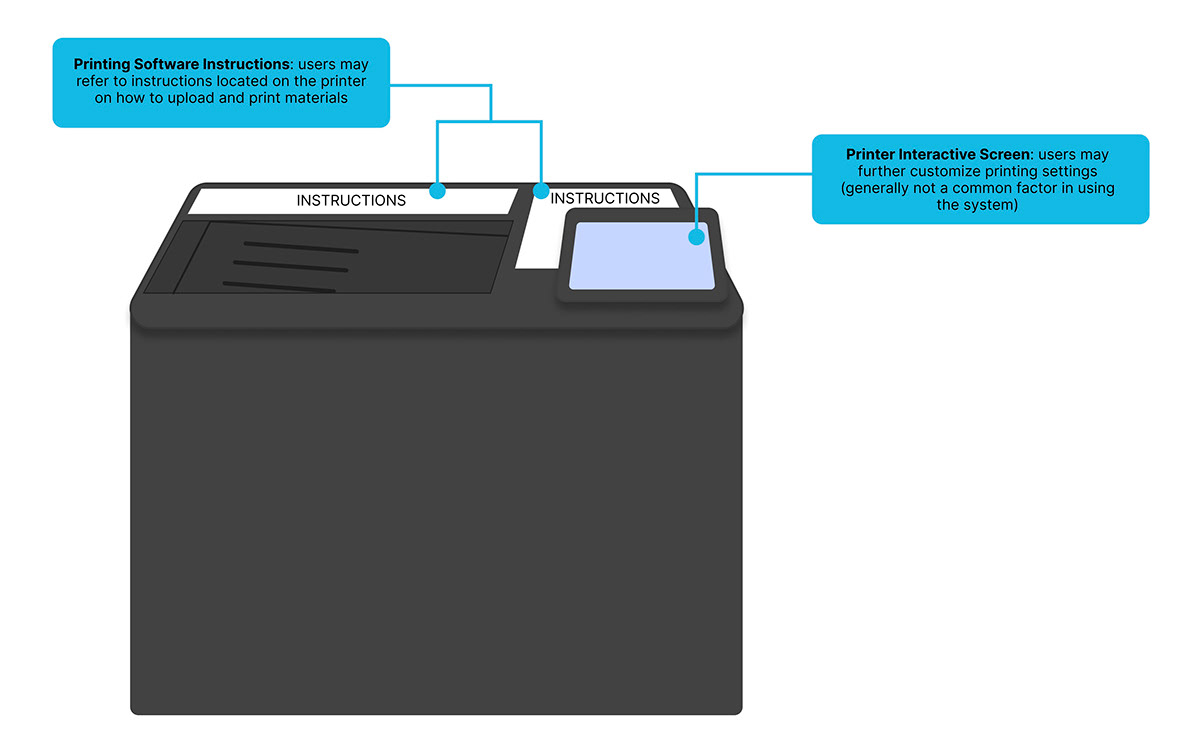 Printing Software Instructions: users may
refer to instructions located on the printer
on how to upload and print materials
Printer Interactive Screen: users may
further customize printing settings
(generally not a common factor in using
the system)
INSTRUCTIONS
INSTRUCTIONS